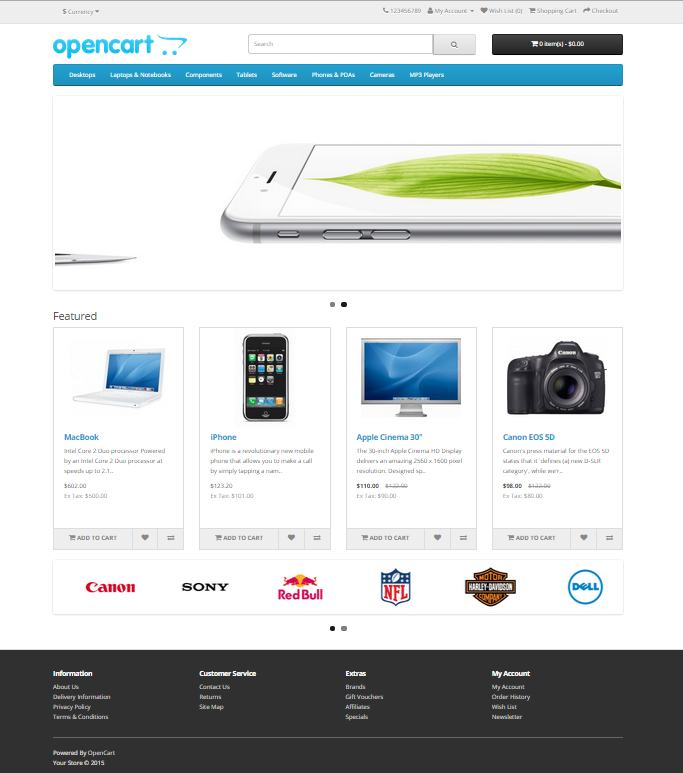 $ Currency
123456789 My Account Wish List (0) Shopping Cart Checkout
opencart
Search
0 item(s) - $0.00
Desktops Laptops & Notebooks Components Tablets Software Phones & PDAs Cameras MP3 Players
Featured
Canon
MacBook
Intel Core 2 Duo processor Powered
by an Intel Core 2 Duo processor at
speeds up to 2.1..
$602.00
Ex Tax: $500.00
ADD TO CART
iPhone
iPhone is a revolutionary new mobile
phone that allows you to make a call
by simply tapping a nam..
$123.20
Ex Tax: $101.00
ADD TO CART
Apple Cinema 30"
The 30-inch Apple Cinema HD Display
delivers an amazing 2560 x 1600 pixel
resolution. Designed sp..
$110.00 $122.00
Ex Tax: $90.00
ADD TO CART
Canon EOS 5D
Canon's press material for the EOS 5D
states that it 'defines (a) new D-SLR
category', while we'r..
$98.00 $122.00
Ex Tax: $80.00
ADD TO CART
Canon
SONY
Red Bull
NFL
MOTOR
HARLEY-DAVIDSON
COMPANY
DELL
Information
About Us
Delivery Information
Privacy Policy
Terms & Conditions
Customer Service
Contact Us
Returns
Site Map
Extras
Brands
Gift Vouchers
Affiliates
Specials
My Account
My Account
Order History
Wish List
Newsletter
Powered By OpenCart
Your Store © 2015